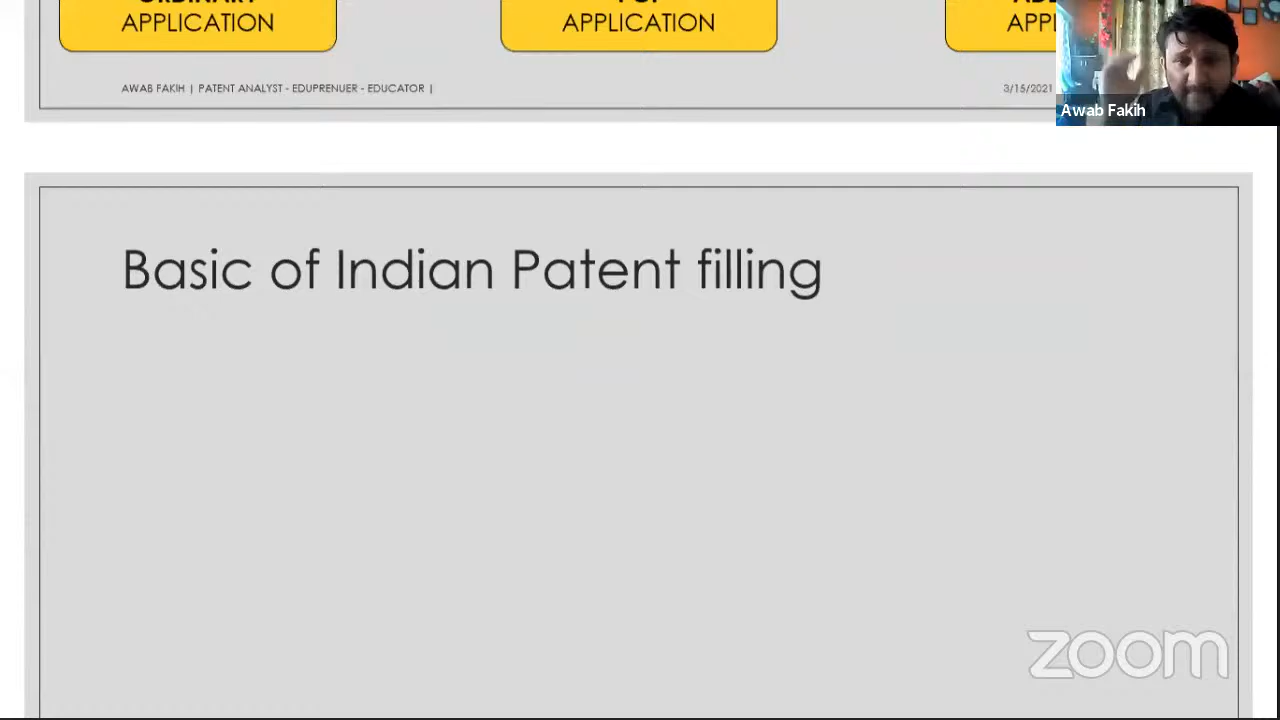 APPLICATION
APPLICATION
AWAB FAKIH | PATENT ANALYST - EDUPRENUER - EDUCATOR |
3/15/2021
Awab Fakih
Basic of Indian Patent filling
zoom